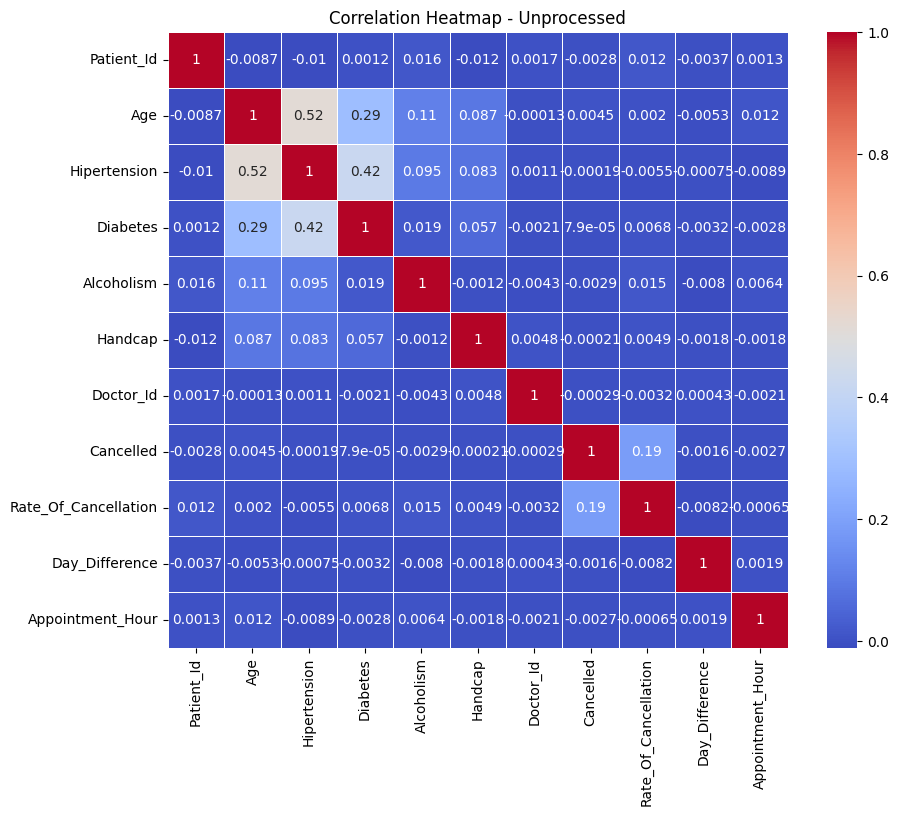 Correlation Heatmap - Unprocessed
Patient_Id 1 -0.0087 -0.01 0.0012 0.016 -0.012 0.0017 -0.0028 0.012 -0.0037 0.0013
Age -0.0087 1 0.52 0.29 0.11 0.087 -0.00013 0.0045 0.002 -0.0053 0.012
Hipertension -0.01 0.52 1 0.42 0.095 0.083 0.0011 -0.00019 -0.0055 -0.00075 -0.0089
Diabetes 0.0012 0.29 0.42 1 0.019 0.057 -0.0021 7.9e-05 0.0068 -0.0032 -0.0028
Alcoholism 0.016 0.11 0.095 0.019 1 -0.0012 -0.0043 -0.0029 0.015 -0.008 0.0064
Handcap -0.012 0.087 0.083 0.057 -0.0012 1 0.0048 -0.00021 0.0049 -0.0018 -0.0018
Doctor_Id 0.0017 -0.00013 0.0011 -0.0021 -0.0043 0.0048 1 -0.00029 -0.0032 0.00043 -0.0021
Cancelled -0.0028 0.0045 -0.00019 7.9e-05 -0.0029 -0.00021 -0.00029 1 0.19 -0.0016 -0.0027
Rate_Of_Cancellation 0.012 0.002 -0.0055 0.0068 0.015 0.0049 -0.0032 0.19 1 -0.0082 -0.00065
Day_Difference -0.0037 -0.0053 -0.00075 -0.0032 -0.008 -0.0018 0.00043 -0.0016 -0.0082 1 0.0019
Appointment_Hour 0.0013 0.012 -0.0089 -0.0028 0.0064 -0.0018 -0.0021 -0.0027 -0.00065 0.0019 1
Patient_Id
Age
Hipertension
Diabetes
Alcoholism
Handcap
Doctor_Id
Cancelled
Rate_Of_Cancellation
Day_Difference
Appointment_Hour
1.0
0.8
0.6
0.4
0.2
0.0